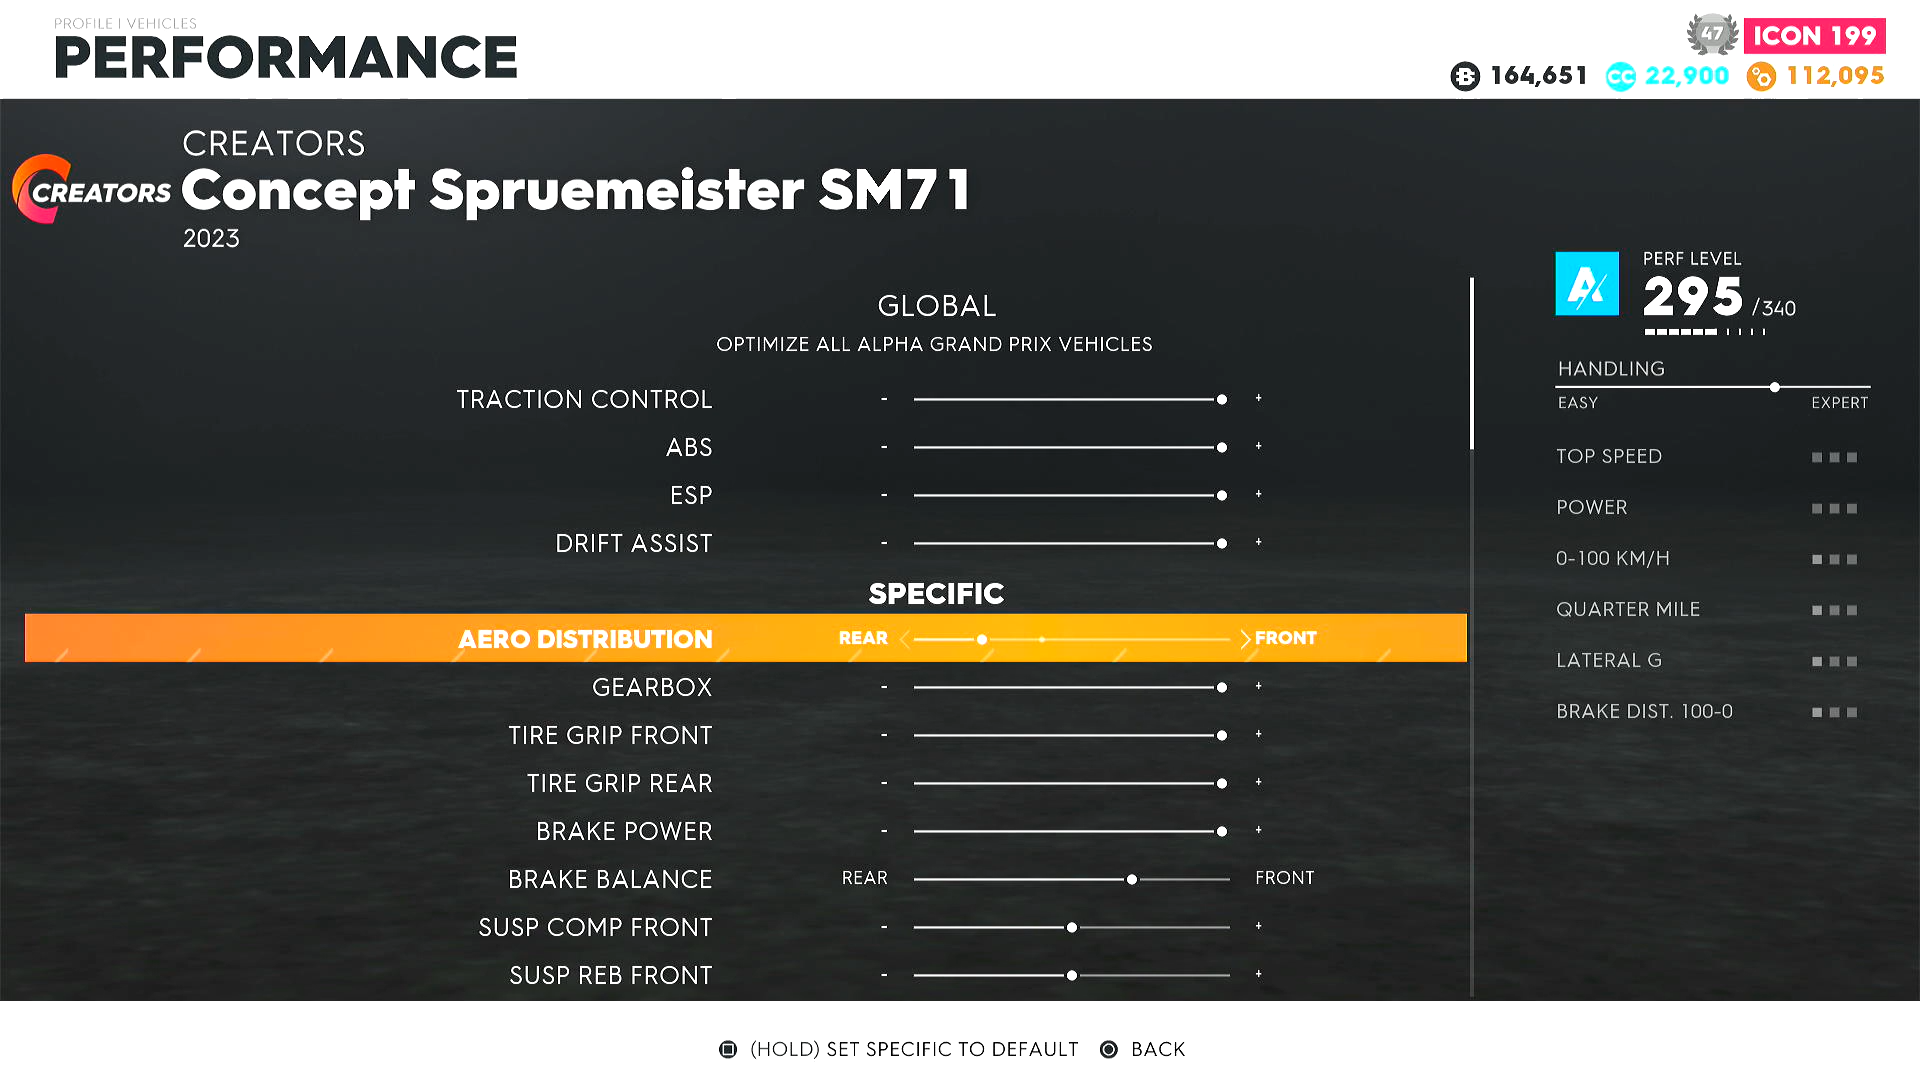 PROFILE | VEHICLES
PERFORMANCE
47 ICON 199
164,651 CC 22,900 112,095
CREATORS
CREATORS Concept Spruemeister SM71
2023
PERF LEVEL
295 /340
HANDLING
EASY EXPERT
TOP SPEED
POWER
0-100 KM/H
QUARTER MILE
LATERAL G
BRAKE DIST. 100-0
GLOBAL
OPTIMIZE ALL ALPHA GRAND PRIX VEHICLES
TRACTION CONTROL - +
ABS - +
ESP - +
DRIFT ASSIST - +
SPECIFIC
AERO DISTRIBUTION REAR FRONT
GEARBOX - +
TIRE GRIP FRONT - +
TIRE GRIP REAR - +
BRAKE POWER - +
BRAKE BALANCE REAR FRONT
SUSP COMP FRONT - +
SUSP REB FRONT - +
(HOLD) SET SPECIFIC TO DEFAULT BACK